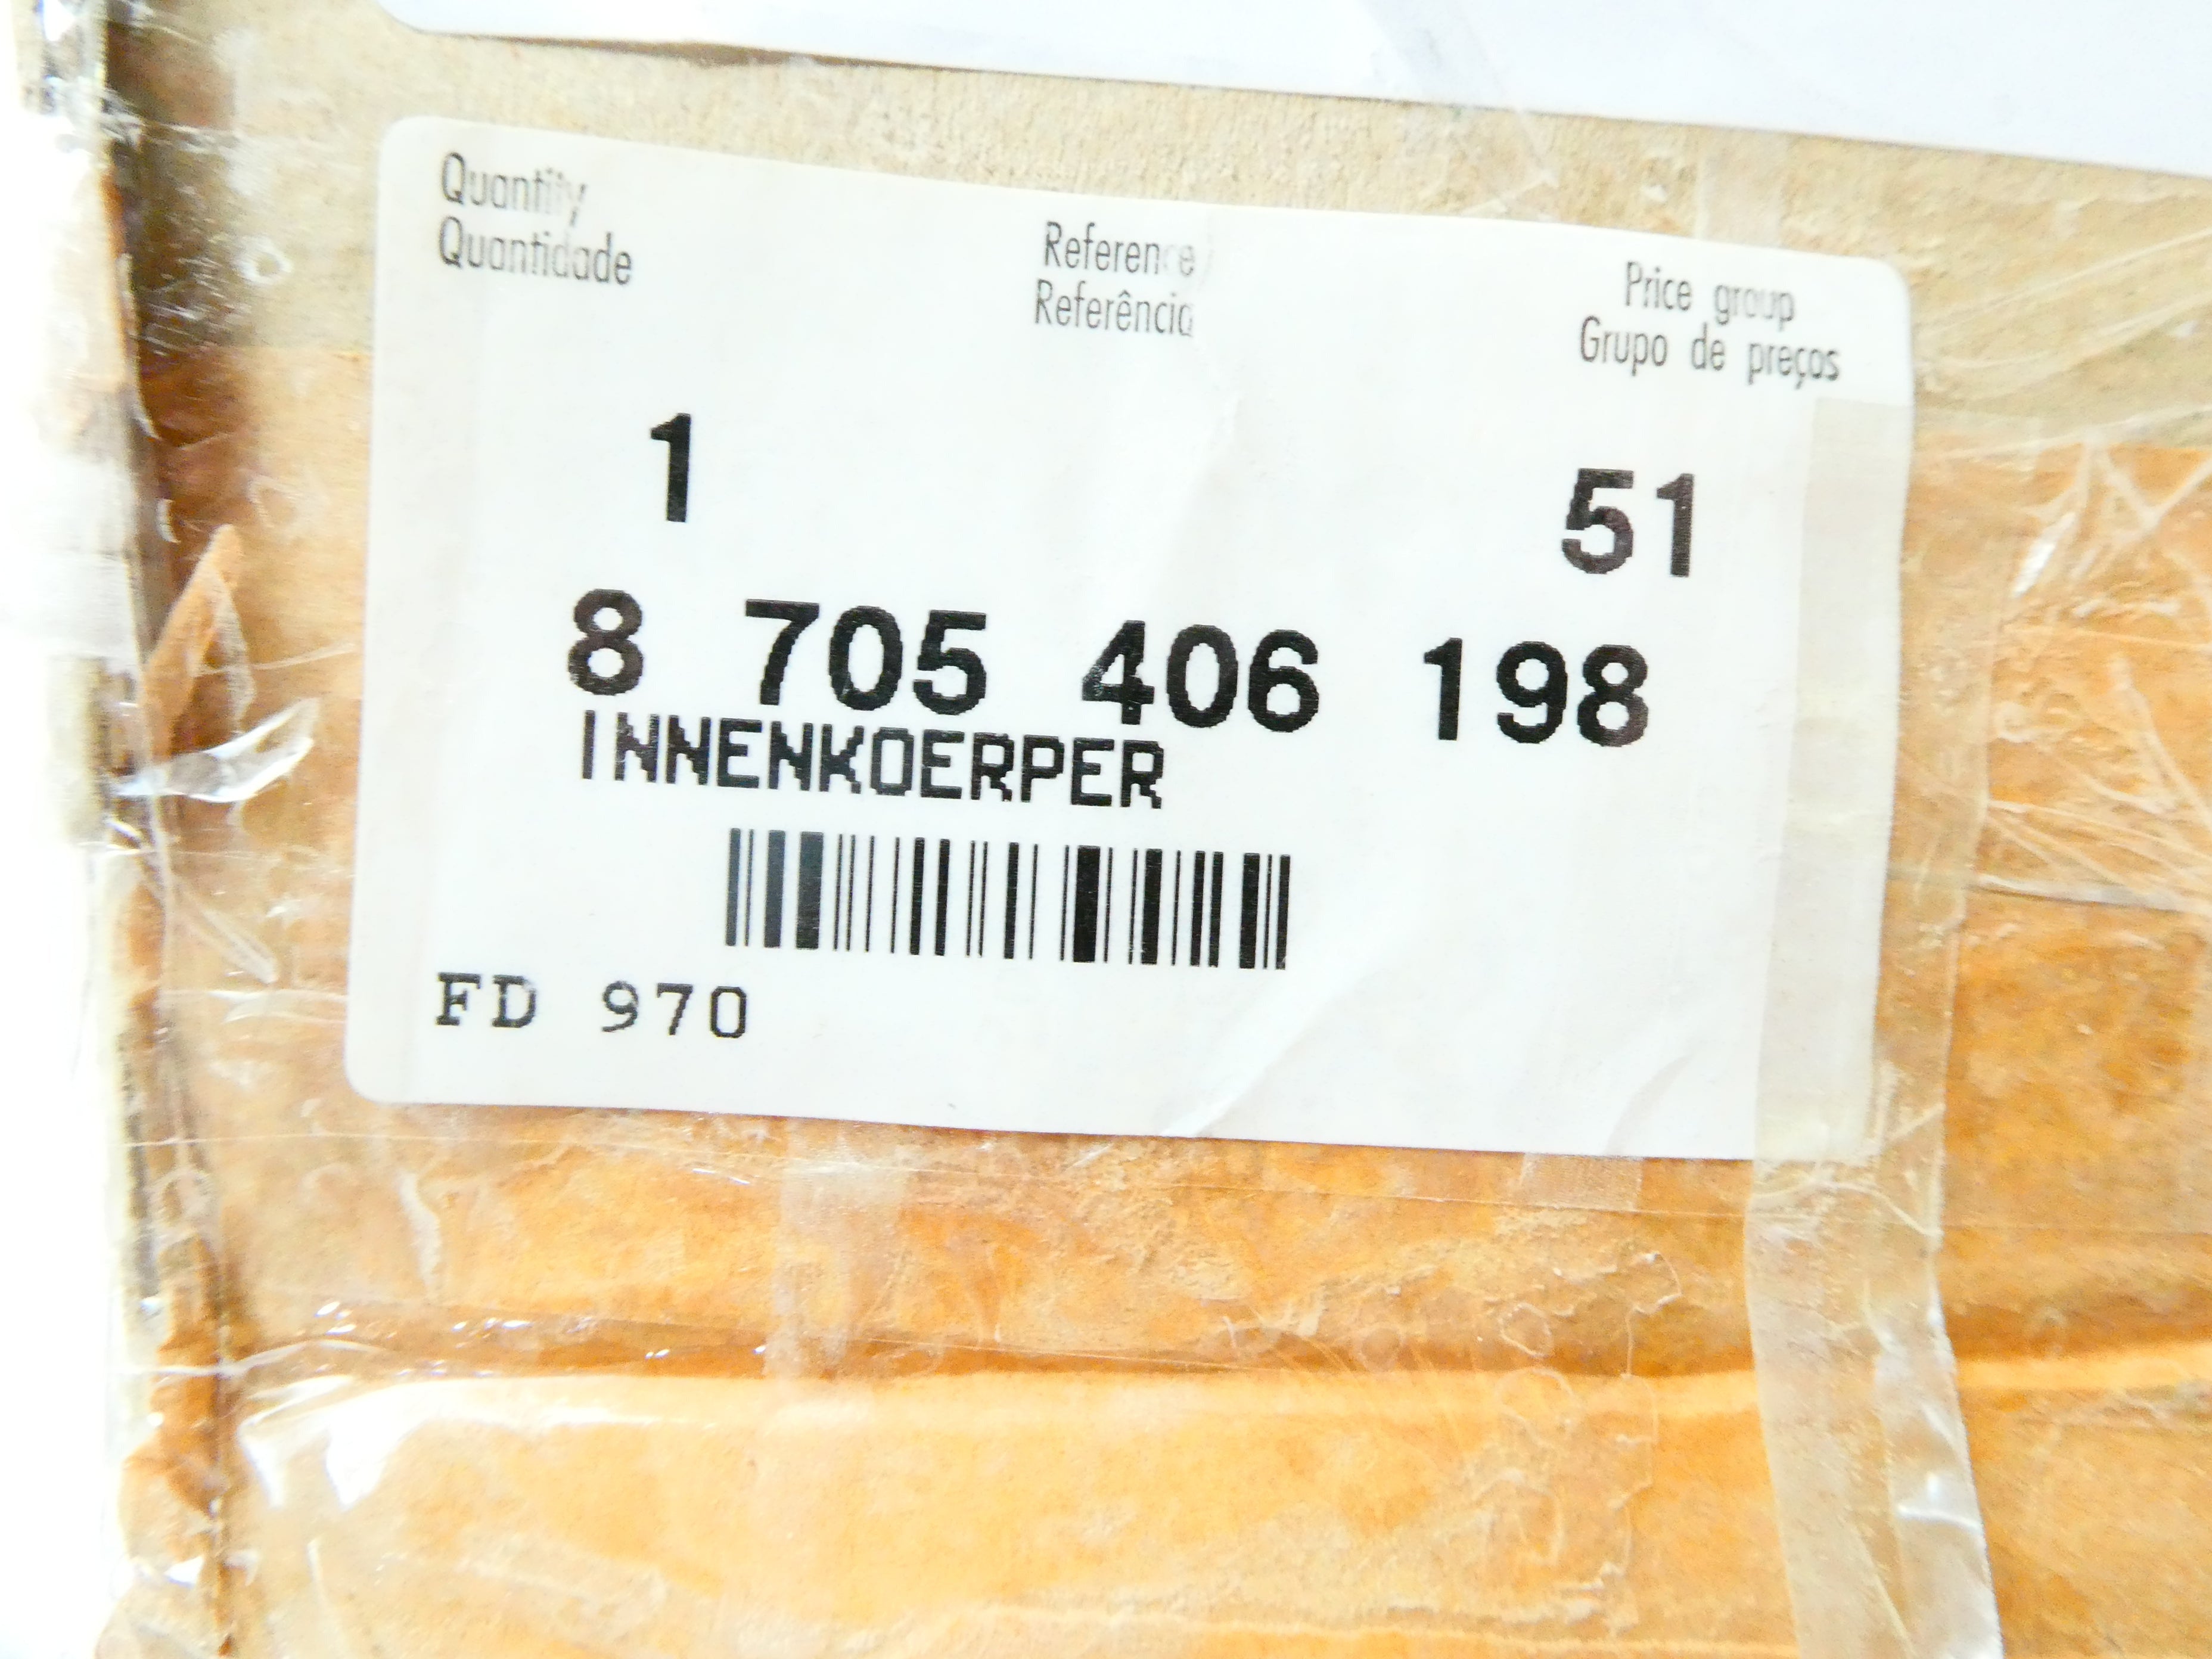 Quantity
Quantidade
Reference
Referência
Price group
Grupo de preços
1
51
8 705 406 198
INNENKOERPER
FD 970